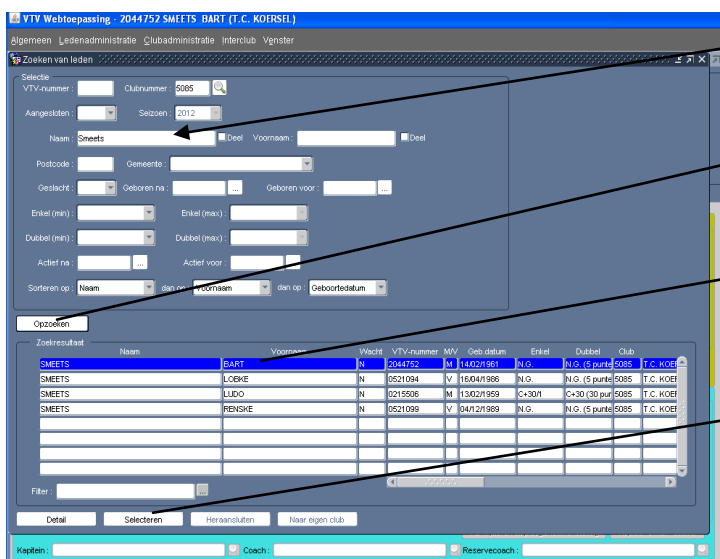 VTV Webtoepassing - 2044752 SMEETS BART (T.C. KOERSEL)
Algemeen Ledenadministratie Clubadministratie Interclub Venster
Zoeken van leden
Selectie
VTV-nummer : Clubnummer : 5085
Aangesloten : Seizoen : 2012
Naam : Smeets Deel Voornaam : Deel
Postcode : Gemeente :
Geslacht : Geboren na : ... Geboren voor : ...
Enkel (min) : Enkel (max) :
Dubbel (min) : Dubbel (max) :
Actief na : ... Actief voor : ...
Sorteren op : Naam dan op : Voornaam dan op : Geboortedatum
Opzoeken
Zoekresultaat
Naam Voornaam Wacht VTV-nummer M/V Geb.datum Enkel Dubbel Club
SMEETS BART N 2044752 M 14/02/1961 N.G. N.G. (5 punte 5085 T.C. KOER
SMEETS LOBKE N 0521094 V 16/04/1986 N.G. N.G. (5 punte 5085 T.C. KOER
SMEETS LUDO N 0215506 M 13/02/1959 C+30/1 C+30 (30 pun 5085 T.C. KOER
SMEETS RENSKE N 0521099 V 04/12/1989 N.G. N.G. (5 punte 5085 T.C. KOER
Filter : ...
Detail Selecteren Heraansluiten Naar eigen club
Kapitein : Coach : Reservecoach :